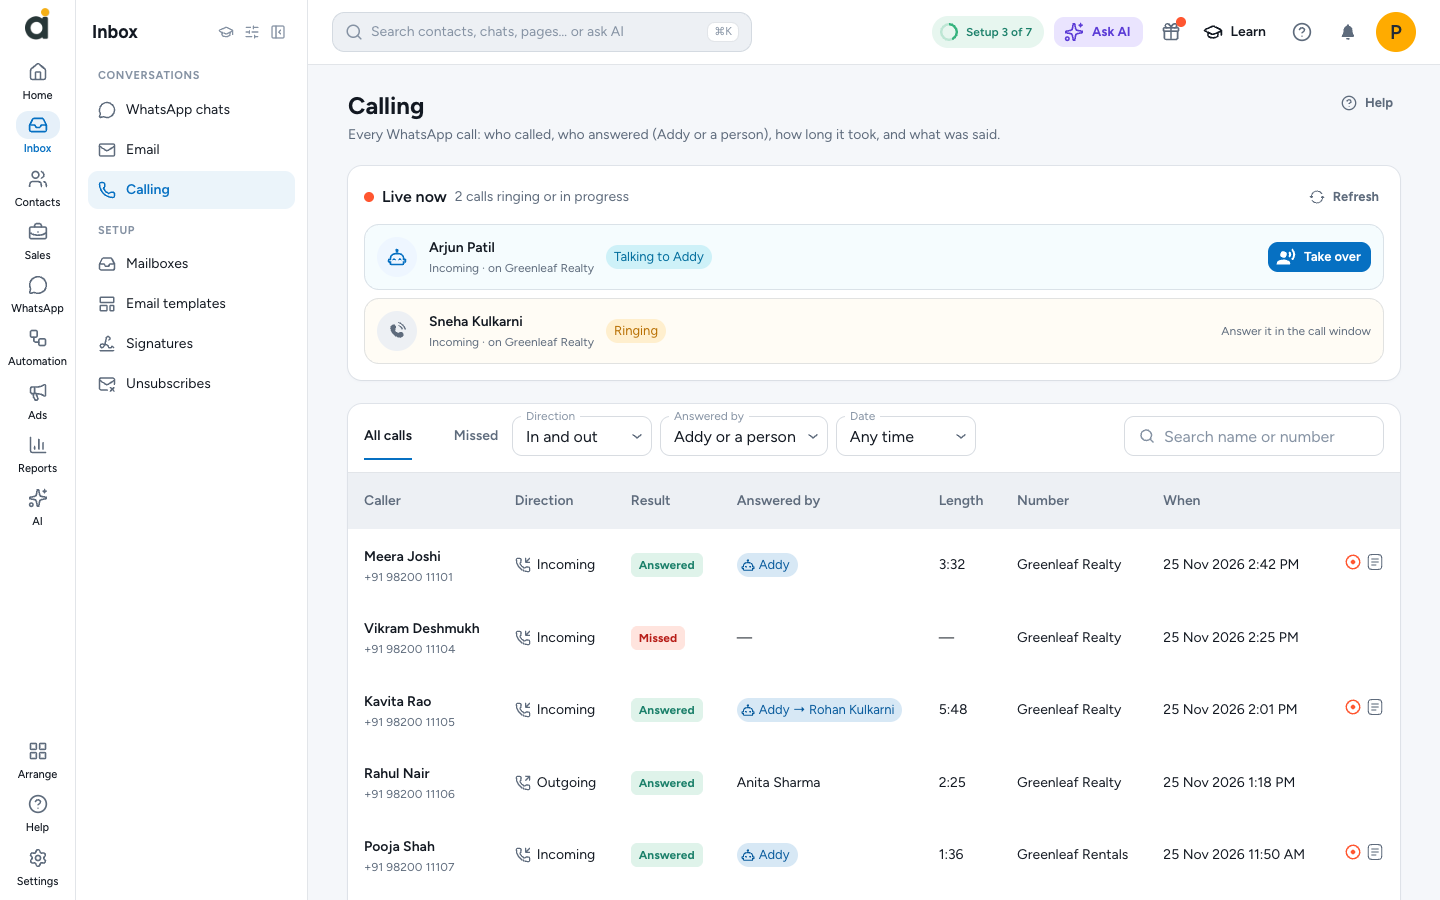 Inbox
Search contacts, chats, pages... or ask AI
⌘K
Setup 3 of 7
Ask AI
Learn
P
Home
Inbox
Contacts
Sales
WhatsApp
Automation
Ads
Reports
AI
Arrange
Help
Settings
CONVERSATIONS
WhatsApp chats
Email
Calling
SETUP
Mailboxes
Email templates
Signatures
Unsubscribes
Calling
Help
Every WhatsApp call: who called, who answered (Addy or a person), how long it took, and what was said.
Live now 2 calls ringing or in progress
Refresh
Arjun Patil
Incoming · on Greenleaf Realty
Talking to Addy
Take over
Sneha Kulkarni
Incoming · on Greenleaf Realty
Ringing
Answer it in the call window
All calls
Missed
Direction
In and out
Answered by
Addy or a person
Date
Any time
Search name or number
Caller Direction Result Answered by Length Number When
Meera Joshi
+91 98200 11101
Incoming Answered Addy 3:32 Greenleaf Realty 25 Nov 2026 2:42 PM
Vikram Deshmukh
+91 98200 11104
Incoming Missed — — Greenleaf Realty 25 Nov 2026 2:25 PM
Kavita Rao
+91 98200 11105
Incoming Answered Addy → Rohan Kulkarni 5:48 Greenleaf Realty 25 Nov 2026 2:01 PM
Rahul Nair
+91 98200 11106
Outgoing Answered Anita Sharma 2:25 Greenleaf Realty 25 Nov 2026 1:18 PM
Pooja Shah
+91 98200 11107
Incoming Answered Addy 1:36 Greenleaf Rentals 25 Nov 2026 11:50 AM